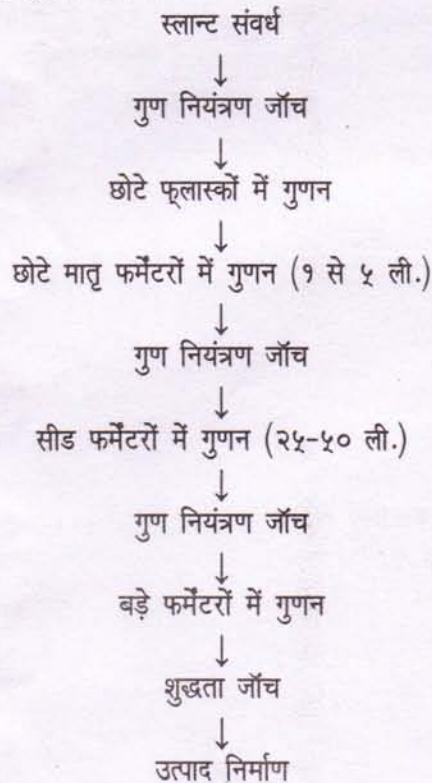 स्लान्ट संवर्ध
↓
गुण नियंत्रण जॉच
↓
छोटे फ्लास्कों में गुणन
↓
छोटे मातृ फर्मेंटरों में गुणन (१ से ५ ली.)
↓
गुण नियंत्रण जॉच
↓
सीड फर्मेंटरों में गुणन (२५-५० ली.)
↓
गुण नियंत्रण जॉच
↓
बड़े फर्मेंटरों में गुणन
↓
शुद्धता जॉच
↓
उत्पाद निर्माण